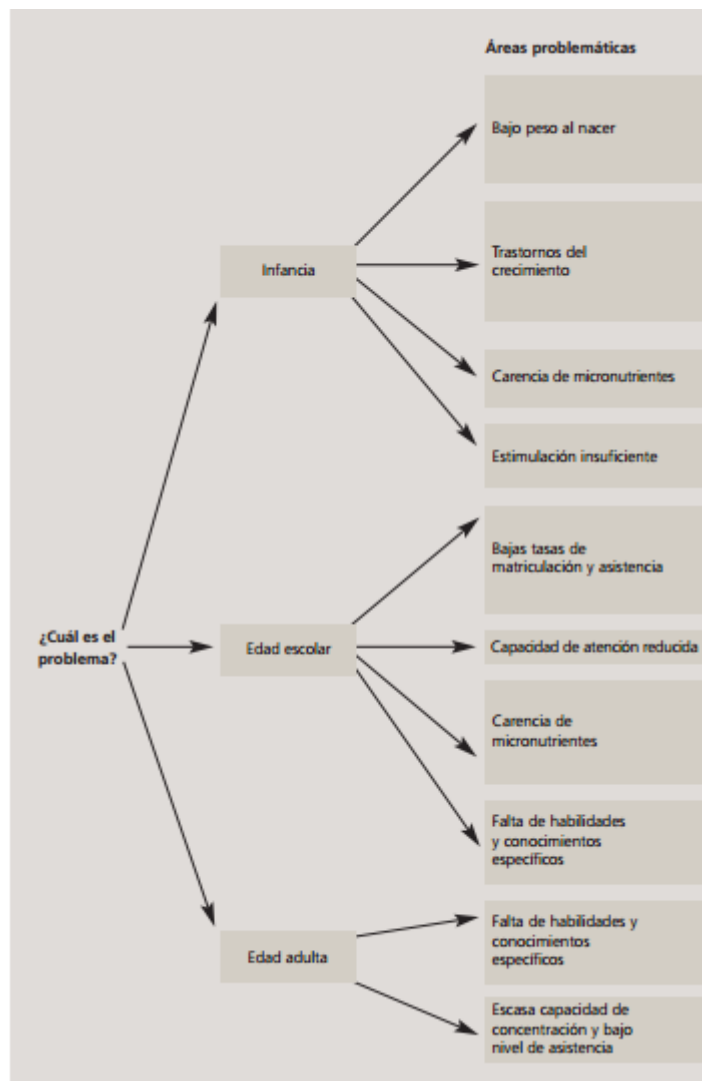 Áreas problemáticas
Bajo peso al nacer
Trastornos del
crecimiento
Infancia
Carencia de micronutrientes
Estimulación insuficiente
Bajas tasas de
matriculación y asistencia
¿Cuál es el
problema?
Edad escolar
Capacidad de atención reducida
Carencia de
micronutrientes
Falta de habilidades
y conocimientos
específicos
Edad adulta
Falta de habilidades y
conocimientos
específicos
Escasa capacidad de
concentración y bajo
nivel de asistencia